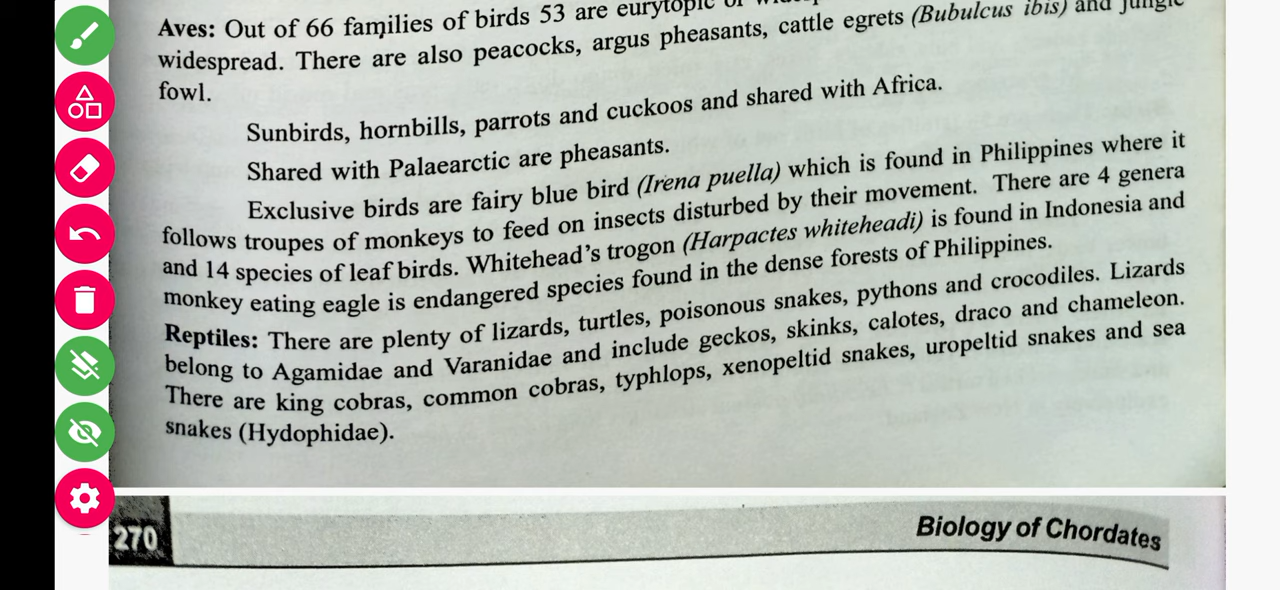 Aves: Out of 66 families of birds 53 are eurytopic or
widespread. There are also peacocks, argus pheasants, cattle egrets (Bubulcus ibis) and jungle
fowl.
Sunbirds, hornbills, parrots and cuckoos and shared with Africa.
Shared with Palaearctic are pheasants.
Exclusive birds are fairy blue bird (Irena puella) which is found in Philippines where it
follows troupes of monkeys to feed on insects disturbed by their movement. There are 4 genera
and 14 species of leaf birds. Whitehead's trogon (Harpactes whiteheadi) is found in Indonesia and
monkey eating eagle is endangered species found in the dense forests of Philippines.
Reptiles: There are plenty of lizards, turtles, poisonous snakes, pythons and crocodiles. Lizards
belong to Agamidae and Varanidae and include geckos, skinks, calotes, draco and chameleon.
There are king cobras, common cobras, typhlops, xenopeltid snakes, uropeltid snakes and sea
snakes (Hydophidae).
270
Biology of Chordates